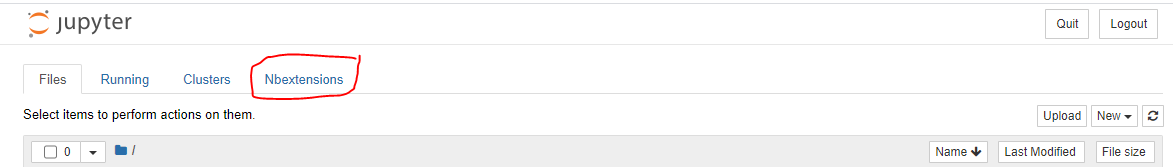 jupyter
Quit Logout
Files Running Clusters Nbextensions
Select items to perform actions on them.
Upload New
0 / Name Last Modified File size